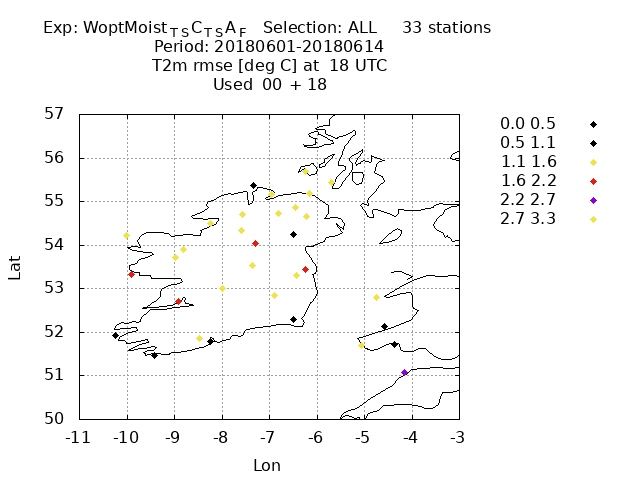 Exp: WoptMoist_TS C_TS A_F Selection: ALL 33 stations
Period: 20180601-20180614
T2m rmse [deg C] at 18 UTC
Used 00 + 18
57
56
55
54
53
52
51
50
-11 -10 -9 -8 -7 -6 -5 -4 -3
Lat
Lon
0.0 0.5
0.5 1.1
1.1 1.6
1.6 2.2
2.2 2.7
2.7 3.3